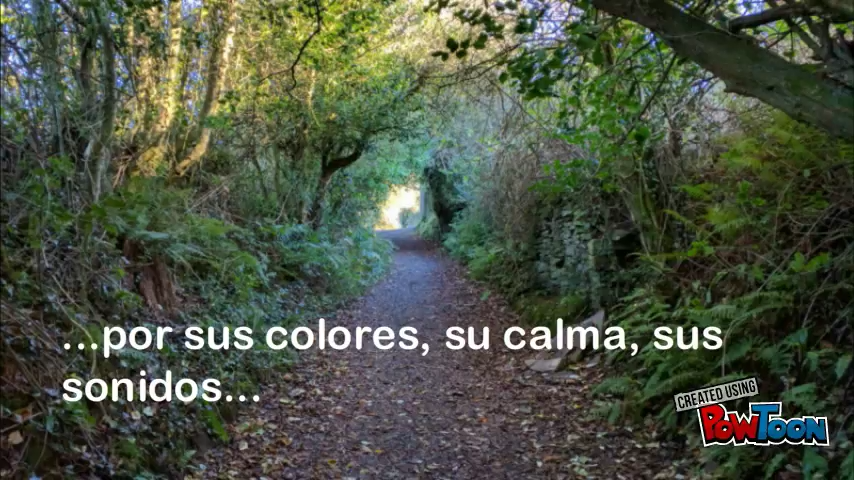 ...por sus colores, su calma, sus
sonidos...
CREATED USING
POWTOON